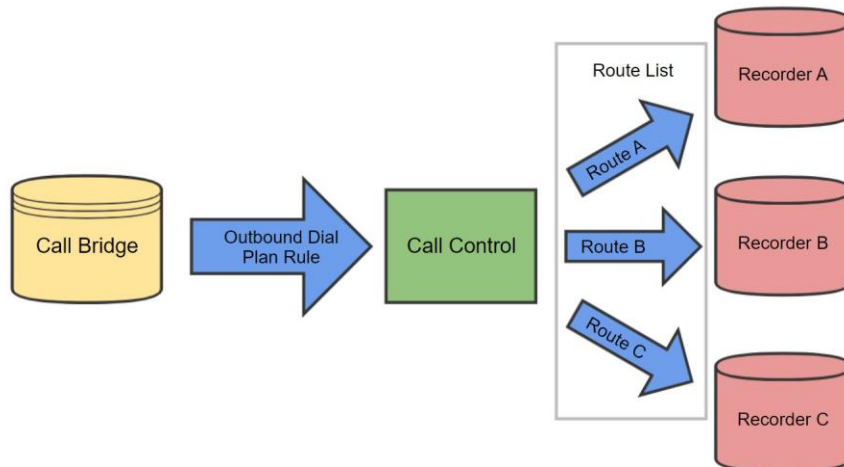 Call Bridge
Outbound Dial
Plan Rule
Call Control
Route List
Route A
Route B
Route C
Recorder A
Recorder B
Recorder C